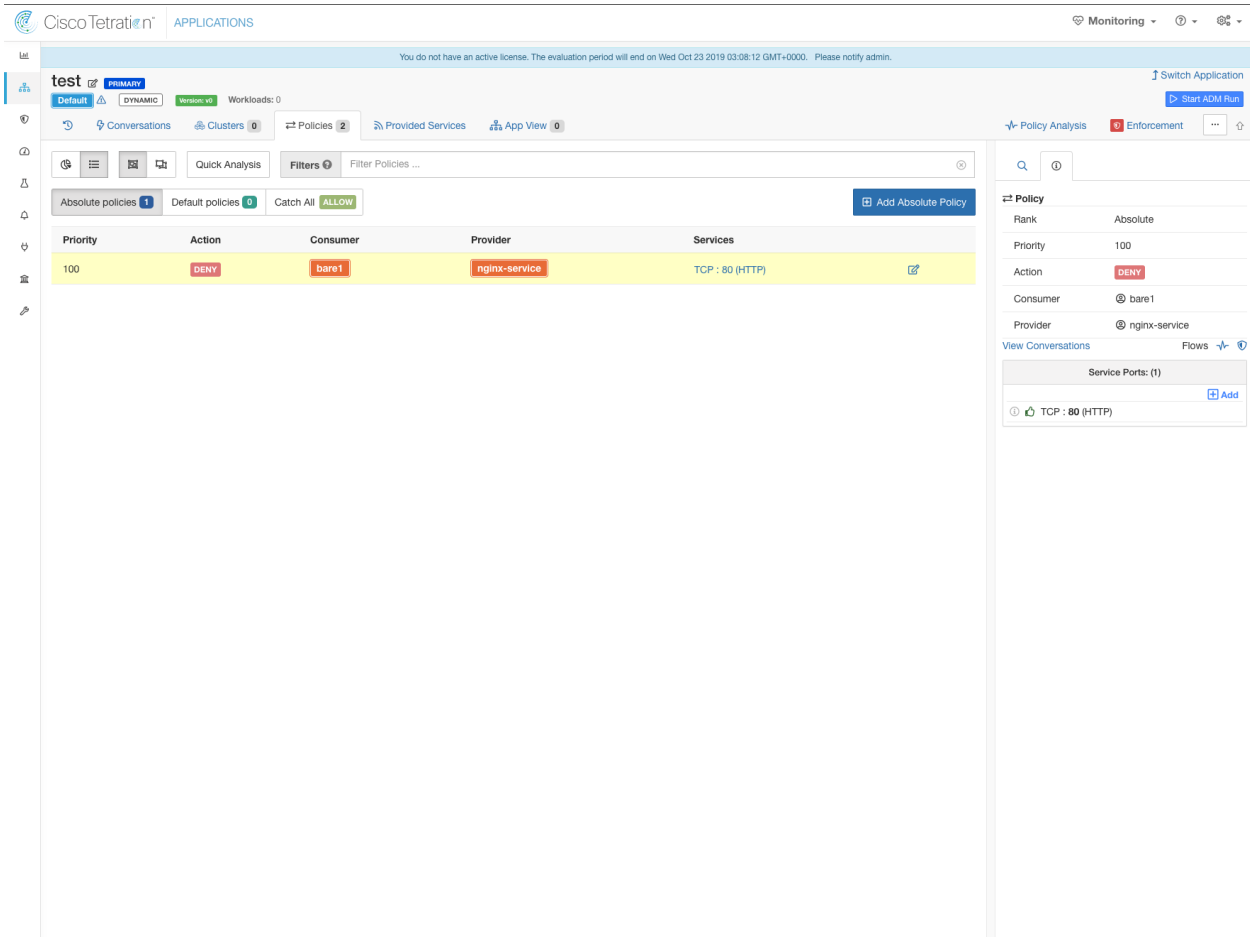 Cisco Tetration APPLICATIONS Monitoring
You do not have an active license. The evaluation period will end on Wed Oct 23 2019 03:08:12 GMT+0000. Please notify admin.
test PRIMARY Switch Application
Default DYNAMIC Version: v0 Workloads: 0 Start ADM Run
Conversations Clusters 0 Policies 2 Provided Services App View 0 Policy Analysis Enforcement ...
Quick Analysis Filters Filter Policies ...
Absolute policies 1 Default policies 0 Catch All ALLOW Add Absolute Policy
Priority Action Consumer Provider Services
100 DENY bare1 nginx-service TCP : 80 (HTTP)
Policy
Rank Absolute
Priority 100
Action DENY
Consumer bare1
Provider nginx-service
View Conversations Flows
Service Ports: (1)
Add
TCP : 80 (HTTP)